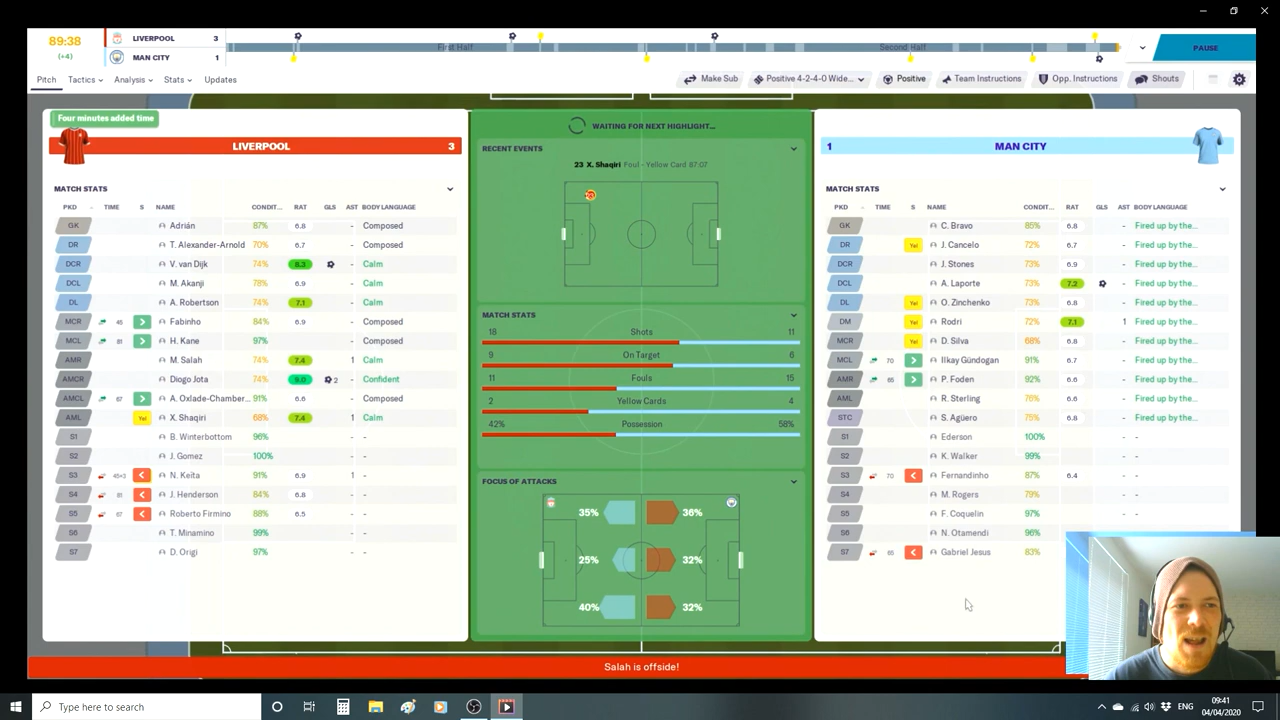 89:38
(+4)
LIVERPOOL 3
MAN CITY 1
First Half
Second Half
PAUSE
Pitch Tactics Analysis Stats Updates
Make Sub Positive 4-2-4-0 Wide... Positive Team Instructions Opp. Instructions Shouts
Four minutes added time
LIVERPOOL 3
MATCH STATS
PKD TIME S NAME CONDIT... RAT GLS AST BODY LANGUAGE
GK Adrián 87% 6.8 - Composed
DR T. Alexander-Arnold 70% 6.7 - Composed
DCR V. van Dijk 74% 8.3 - Calm
DCL M. Akanji 78% 6.9 - Calm
DL A. Robertson 74% 7.1 - Calm
MCR 45 Fabinho 84% 6.9 - Composed
MCL 81 H. Kane 97% - Composed
AMR M. Salah 74% 7.4 1 Calm
AMCR Diogo Jota 74% 9.0 2 - Confident
AMCL 67 A. Oxlade-Chamber... 91% 6.6 - Composed
AML Yel X. Shaqiri 68% 7.4 1 Calm
S1 B. Winterbottom 96% - -
S2 J. Gomez 100% - -
S3 45+3 N. Keïta 91% 6.9 1 -
S4 81 J. Henderson 84% 6.8 - -
S5 67 Roberto Firmino 88% 6.5 - -
S6 T. Minamino 99% - -
S7 D. Origi 97% - -
WAITING FOR NEXT HIGHLIGHT...
RECENT EVENTS
23 X. Shaqiri Foul - Yellow Card 87:07
MATCH STATS
18 Shots 11
9 On Target 6
11 Fouls 15
2 Yellow Cards 4
42% Possession 58%
FOCUS OF ATTACKS
35% 36%
25% 32%
40% 32%
1 MAN CITY
MATCH STATS
PKD TIME S NAME CONDIT... RAT GLS AST BODY LANGUAGE
GK C. Bravo 85% 6.8 - Fired up by the...
DR Yel J. Cancelo 72% 6.7 - Fired up by the...
DCR J. Stones 73% 6.9 - Fired up by the...
DCL A. Laporte 73% 7.2 - Fired up by the...
DL Yel O. Zinchenko 73% 6.8 - Fired up by the...
DM Yel Rodri 72% 7.1 1 Fired up by the...
MCR Yel D. Silva 68% 6.8 - Fired up by the...
MCL 70 Ilkay Gündogan 91% 6.7 - Fired up by the...
AMR 65 P. Foden 92% 6.6 - Fired up by the...
AML R. Sterling 76% 6.6 - Fired up by the...
STC S. Agüero 75% 6.8 - Fired up by the...
S1 Ederson 100% - -
S2 K. Walker 99% - -
S3 70 Fernandinho 87% 6.4 - -
S4 M. Rogers 79% - -
S5 F. Coquelin 97% - -
S6 N. Otamendi 96% - -
S7 65 Gabriel Jesus 83%
Salah is offside!
Type here to search
ENG
09:41
04/04/2020